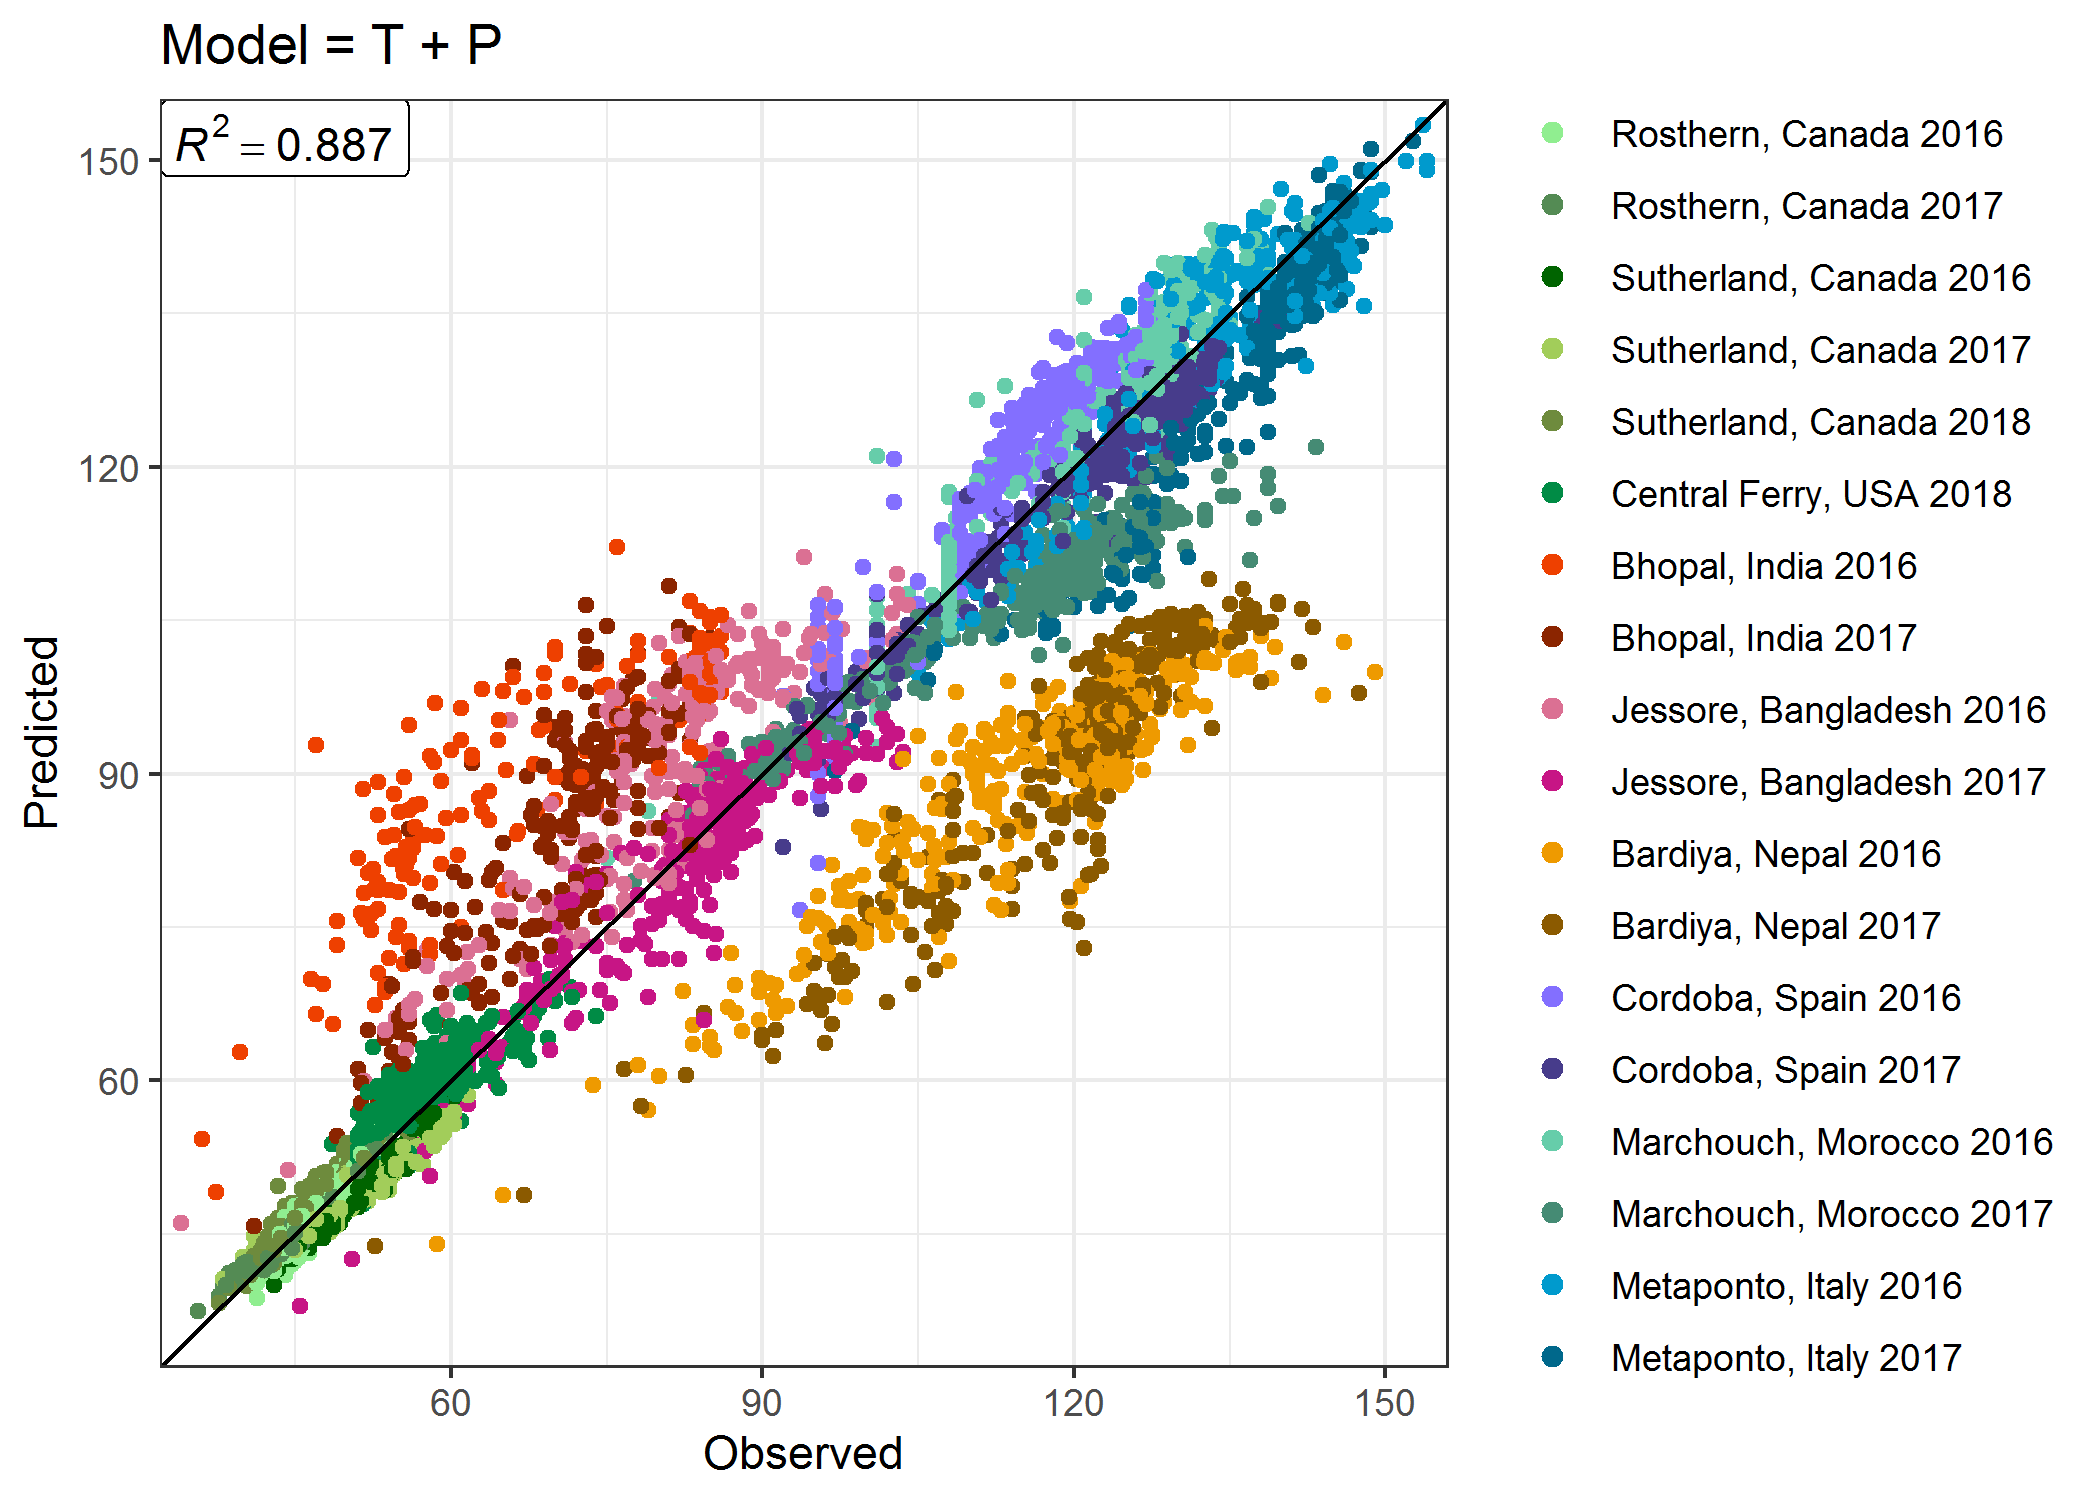 Model = T + P
R² = 0.887
150
120
90
60
Predicted
60 90 120 150
Observed
Rosthern, Canada 2016
Rosthern, Canada 2017
Sutherland, Canada 2016
Sutherland, Canada 2017
Sutherland, Canada 2018
Central Ferry, USA 2018
Bhopal, India 2016
Bhopal, India 2017
Jessore, Bangladesh 2016
Jessore, Bangladesh 2017
Bardiya, Nepal 2016
Bardiya, Nepal 2017
Cordoba, Spain 2016
Cordoba, Spain 2017
Marchouch, Morocco 2016
Marchouch, Morocco 2017
Metaponto, Italy 2016
Metaponto, Italy 2017